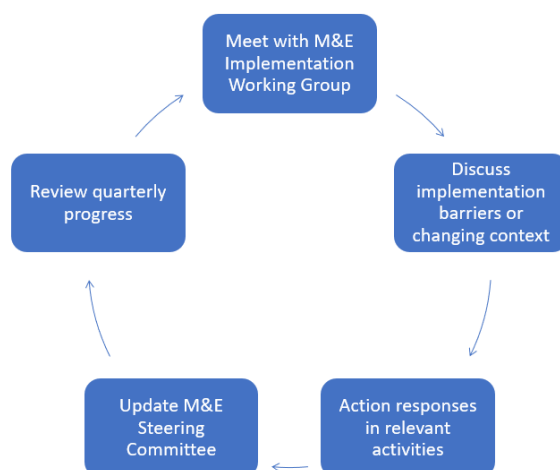 Meet with M&E
Implementation
Working Group
Discuss
implementation
barriers or
changing context
Action responses
in relevant
activities
Update M&E
Steering
Committee
Review quarterly
progress